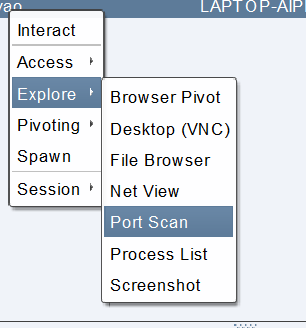 vao LAPTOP-AIP
Interact
Access
Explore
Pivoting
Spawn
Session
Browser Pivot
Desktop (VNC)
File Browser
Net View
Port Scan
Process List
Screenshot